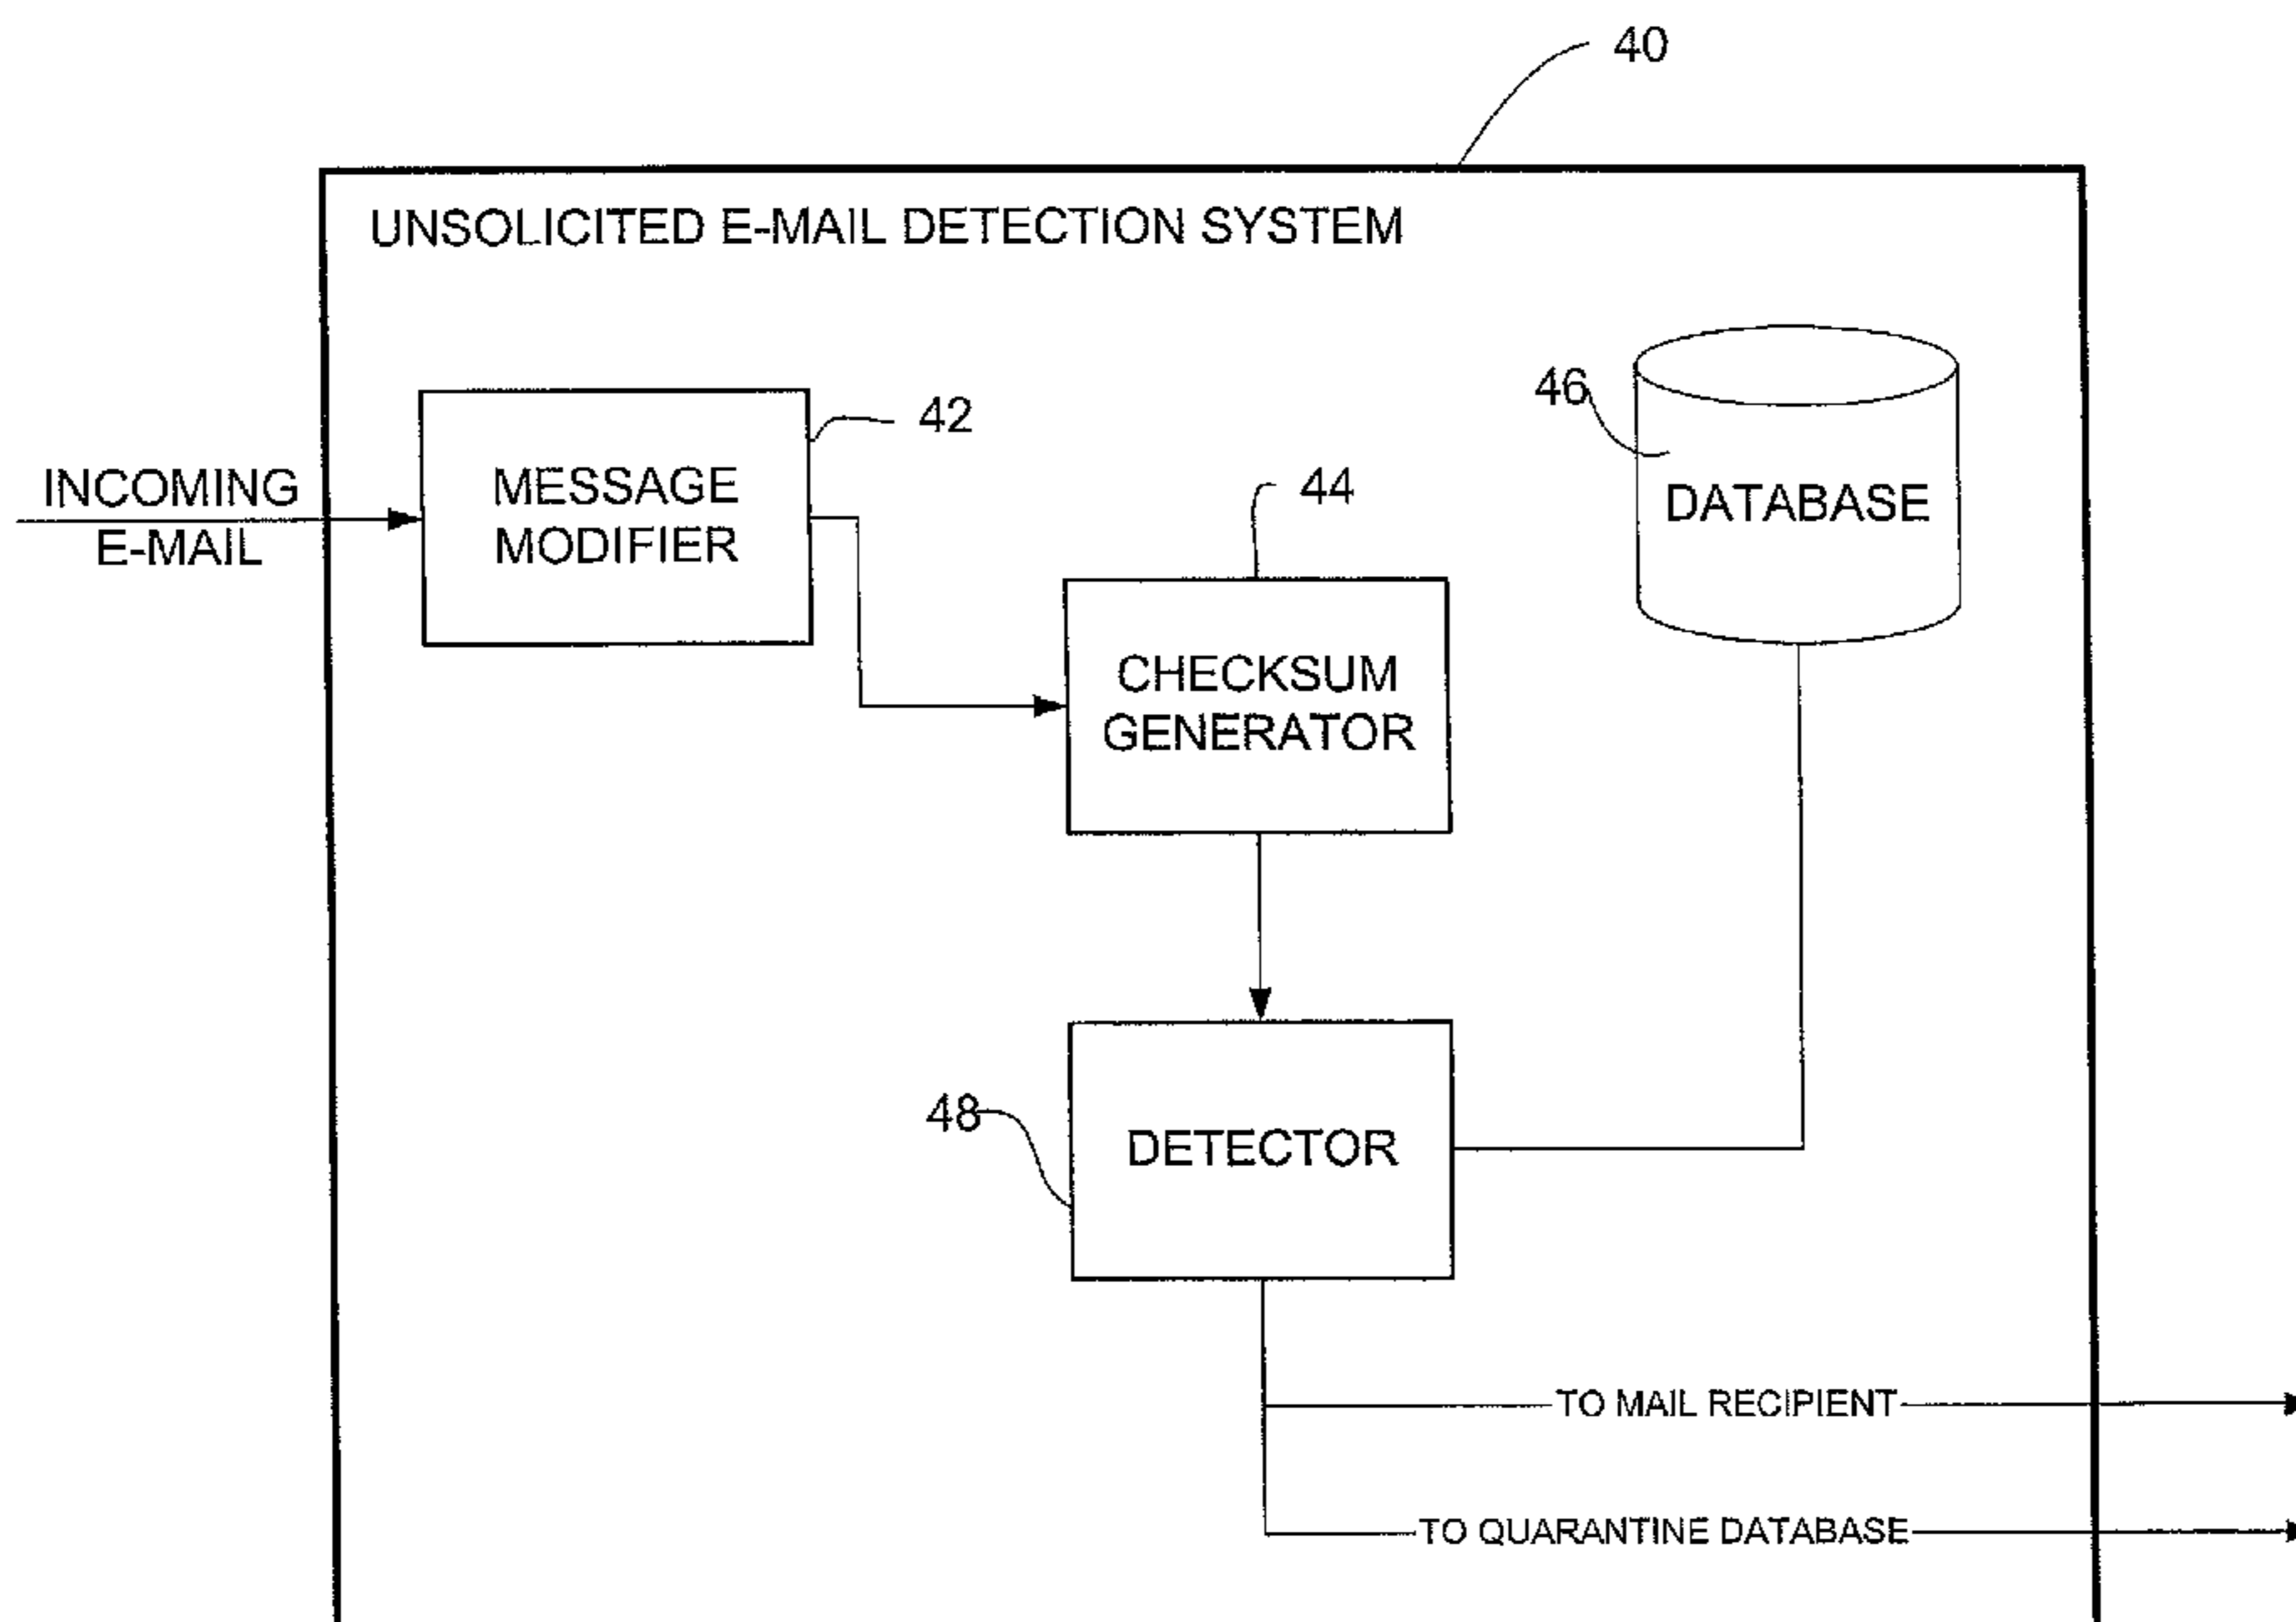 40
UNSOLICITED E-MAIL DETECTION SYSTEM
46
42
INCOMING
E-MAIL
MESSAGE
MODIFIER
44
DATABASE
CHECKSUM
GENERATOR
48
DETECTOR
TO MAIL RECIPIENT
TO QUARANTINE DATABASE